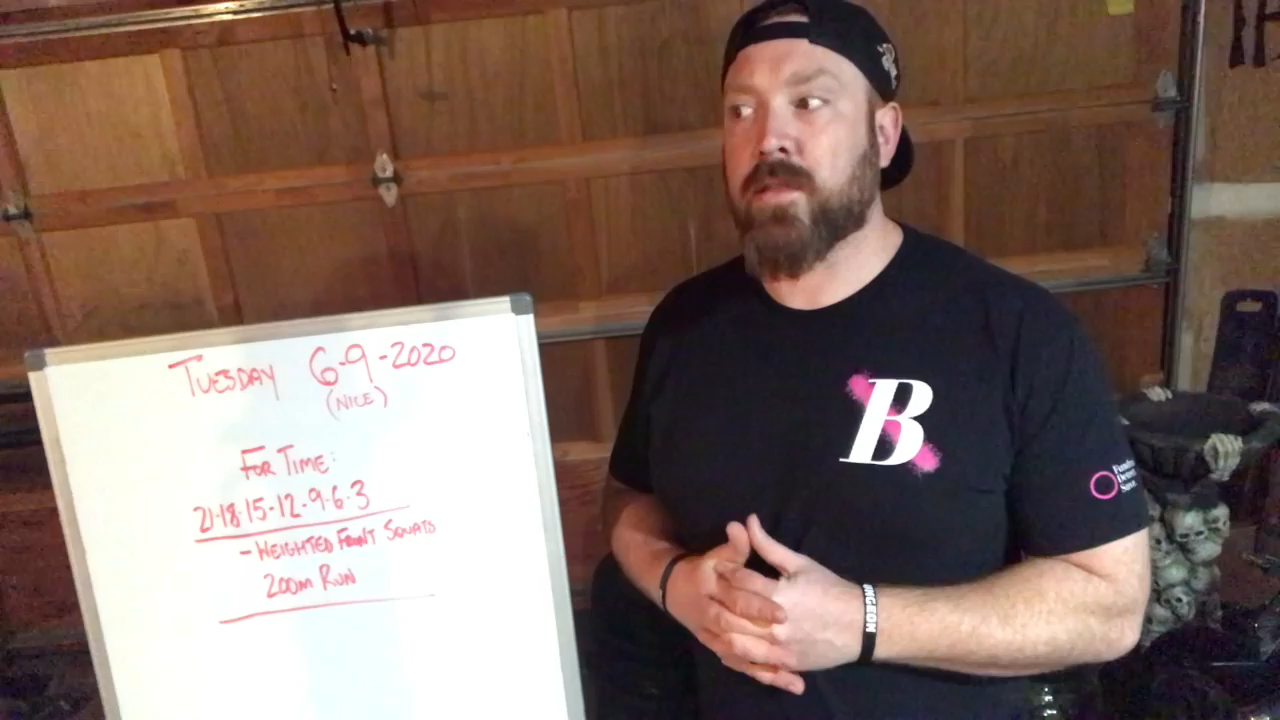 TUESDAY 6-9-2020
(NICE)
FOR TIME:
21-18-15-12-9-6-3
- WEIGHTED FRONT SQUATS
200M RUN
B